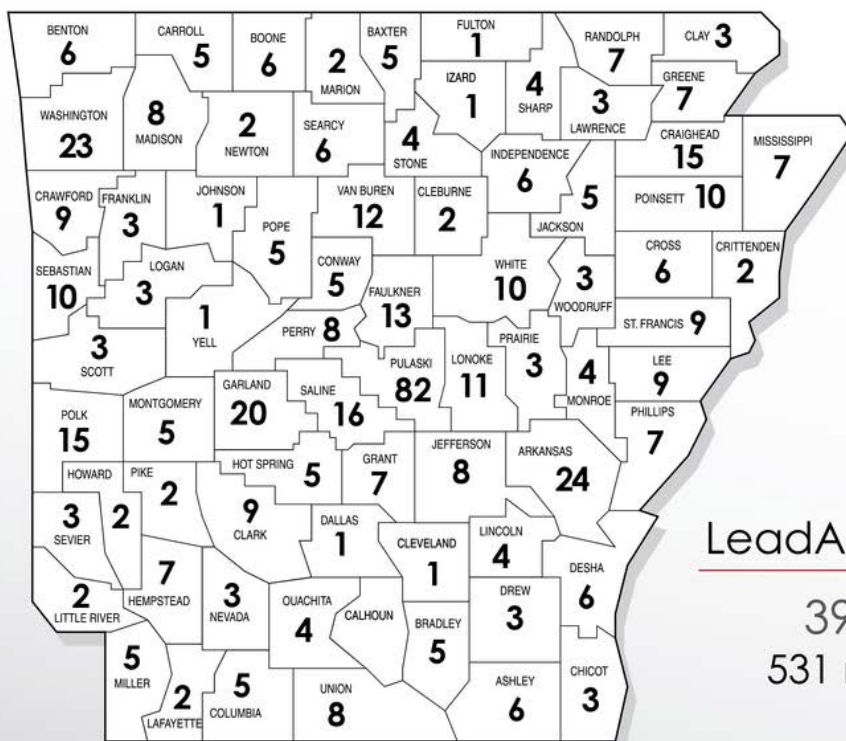 BENTON
6
CARROLL
5
BOONE
6
2
MARION
BAXTER
5
FULTON
1
IZARD
1
4
SHARP
RANDOLPH
7
CLAY 3
GREENE
7
3
LAWRENCE
WASHINGTON
23
8
MADISON
2
NEWTON
SEARCY
6
4
STONE
INDEPENDENCE
6
5
JACKSON
CRAIGHEAD
15
MISSISSIPPI
7
CRAWFORD
9
FRANKLIN
3
JOHNSON
1
POPE
5
VAN BUREN
12
CLEBURNE
2
POINSETT 10
SEBASTIAN
10
LOGAN
3
1
YELL
CONWAY
5
FAULKNER
13
WHITE
10
3
WOODRUFF
CROSS
6
CRITTENDEN
2
3
SCOTT
PERRY 8
PULASKI
82
LONOKE
11
PRAIRIE
3
4
MONROE
ST. FRANCIS 9
LEE
9
PHILLIPS
7
POLK
15
MONTGOMERY
5
GARLAND
20
SALINE
16
HOT SPRING 5
GRANT
7
JEFFERSON
8
ARKANSAS
24
HOWARD
2
PIKE
2
3
SEVIER
9
CLARK
DALLAS
1
CLEVELAND
1
LINCOLN
4
DESHA
6
2
LITTLE RIVER
7
HEMPSTEAD
3
NEVADA
OUACHITA
4
CALHOUN
BRADLEY
5
DREW
3
5
MILLER
2
LAFAYETTE
5
COLUMBIA
UNION
8
ASHLEY
6
CHICOT
3
LeadA
39
531